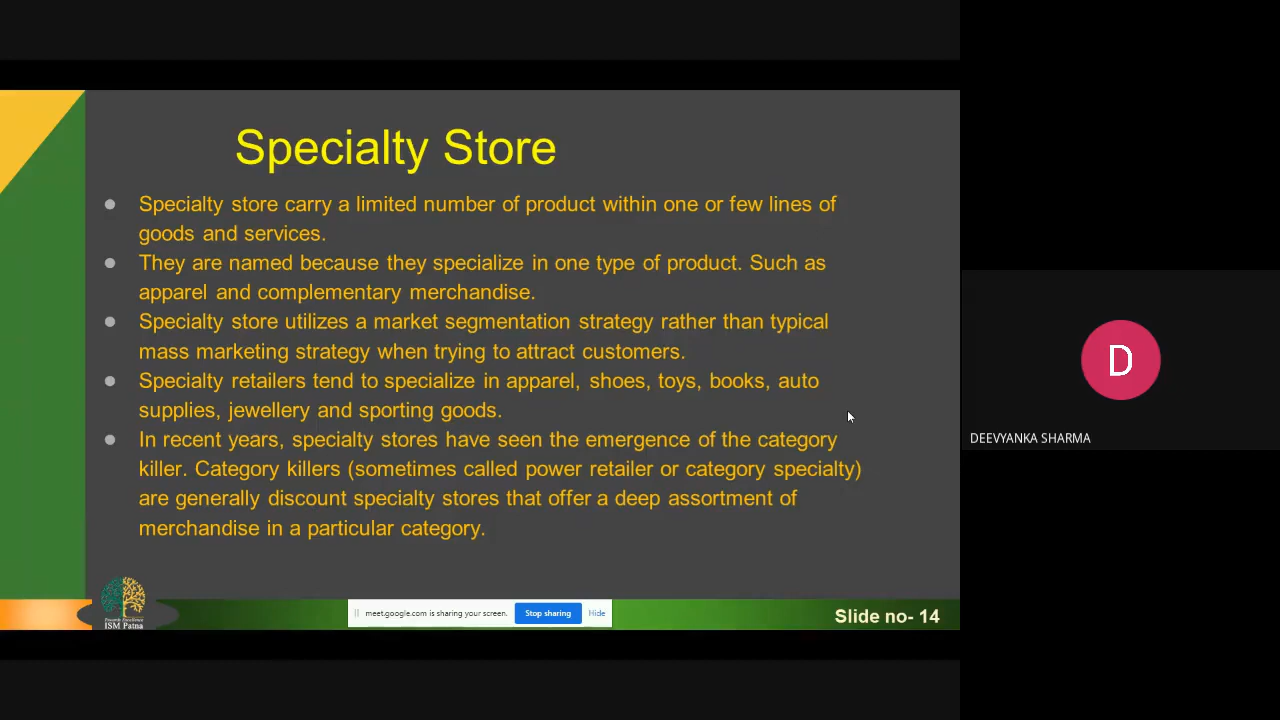 Specialty Store
● Specialty store carry a limited number of product within one or few lines of
goods and services.
● They are named because they specialize in one type of product. Such as
apparel and complementary merchandise.
● Specialty store utilizes a market segmentation strategy rather than typical
mass marketing strategy when trying to attract customers.
● Specialty retailers tend to specialize in apparel, shoes, toys, books, auto
supplies, jewellery and sporting goods.
● In recent years, specialty stores have seen the emergence of the category
killer. Category killers (sometimes called power retailer or category specialty)
are generally discount specialty stores that offer a deep assortment of
merchandise in a particular category.
Towards Excellence
ISM Patna
meet.google.com is sharing your screen. Stop sharing Hide
Slide no- 14
D
DEEVYANKA SHARMA